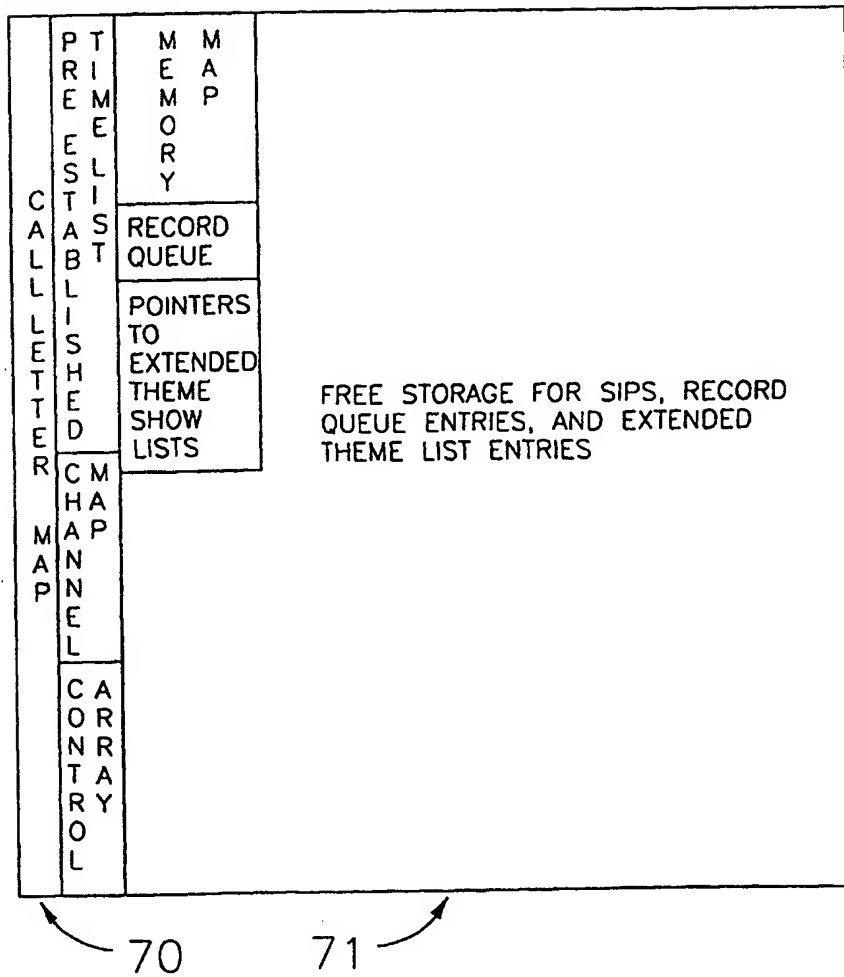 CALL LETTER MAP
PRE ESTABLISHED
TIME LIST
CHANNEL
MAP
CONTROL
ARRAY
MEMORY
MAP
RECORD
QUEUE
POINTERS
TO
EXTENDED
THEME
SHOW
LISTS
FREE STORAGE FOR SIPS, RECORD
QUEUE ENTRIES, AND EXTENDED
THEME LIST ENTRIES
70
71